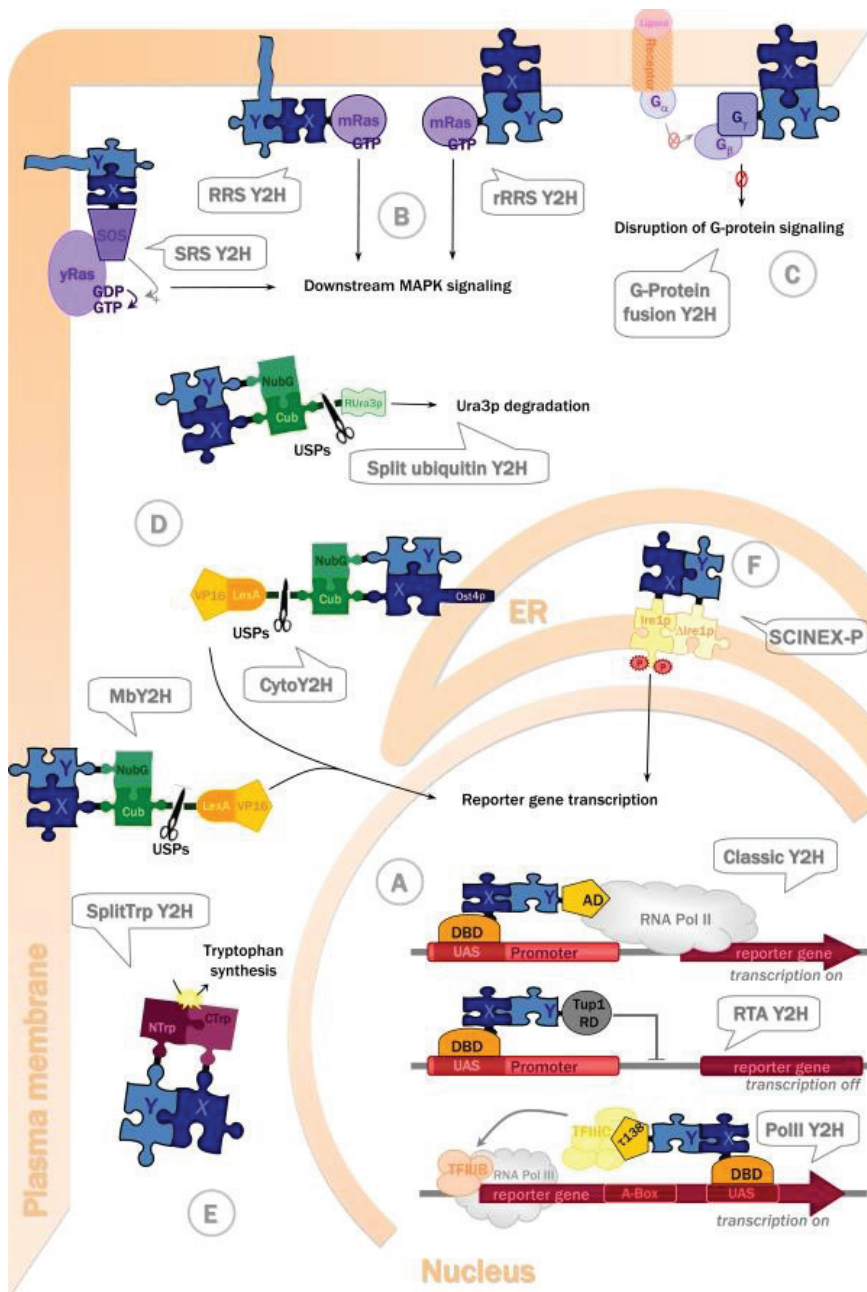 Ligand
Receptor
Gα
Gβ
Gγ
X
Y
Y
X
mRas
GTP
mRas
GTP
X
Y
RRS Y2H
B
rRRS Y2H
Disruption of G-protein signaling
C
G-Protein
fusion Y2H
Y
X
SOS
SRS Y2H
yRas
GDP
GTP
Downstream MAPK signaling
Y
X
NubG
Cub
USPs
RUra3p
Ura3p degradation
Split ubiquitin Y2H
D
VP16
LexA
USPs
NubG
Cub
Y
X
Ost4p
CytoY2H
ER
X
Y
F
Ire1p
ΔIre1p
P
P
SCINEX-P
MbY2H
Y
X
NubG
Cub
USPs
LexA
VP16
Reporter gene transcription
A
Classic Y2H
X
Y
AD
RNA Pol II
DBD
UAS
Promoter
reporter gene
transcription on
SplitTrp Y2H
Tryptophan
synthesis
NTrp
CTrp
Y
X
E
X
Y
Tup1
RD
RTA Y2H
DBD
UAS
Promoter
reporter gene
transcription off
TFIIIC
τ138
Y
X
PolII Y2H
TFIIIB
RNA Pol III
DBD
reporter gene
A-Box
UAS
transcription on
Plasma membrane
Nucleus